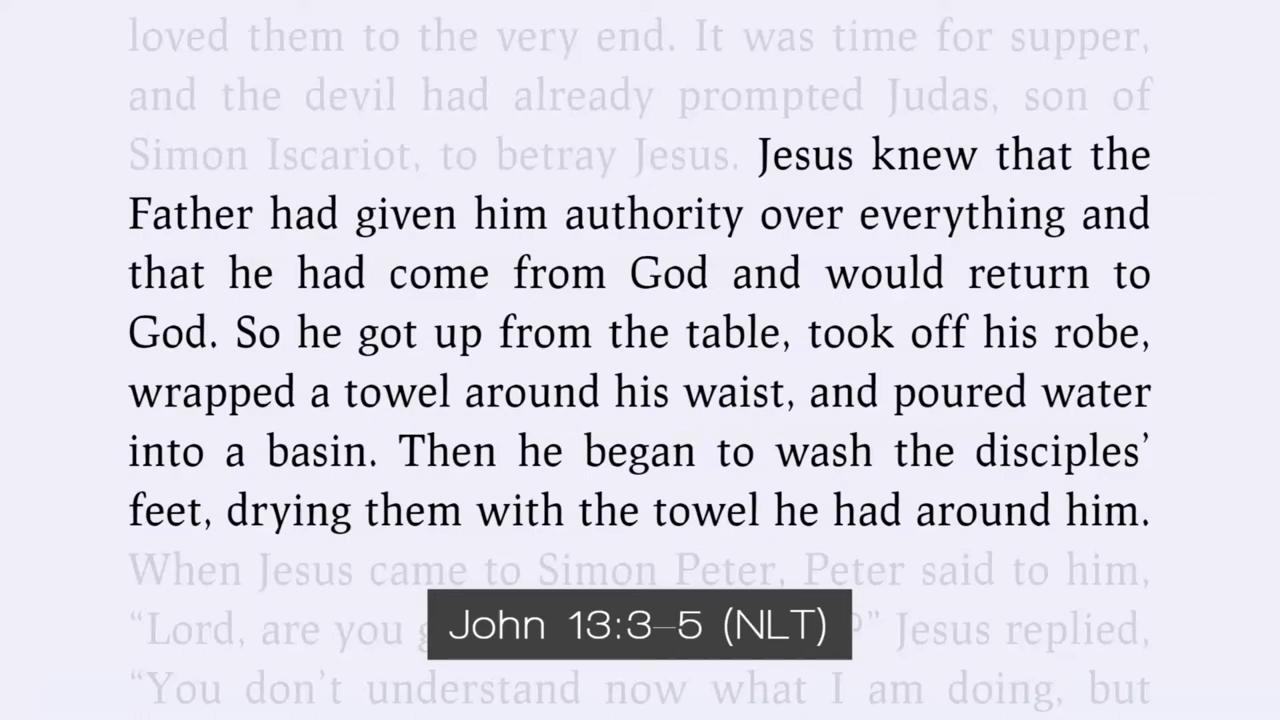 loved them to the very end. It was time for supper,
and the devil had already prompted Judas, son of
Simon Iscariot, to betray Jesus. Jesus knew that the
Father had given him authority over everything and
that he had come from God and would return to
God. So he got up from the table, took off his robe,
wrapped a towel around his waist, and poured water
into a basin. Then he began to wash the disciples’
feet, drying them with the towel he had around him.
When Jesus came to Simon Peter, Peter said to him,
“Lord, are you ?” Jesus replied,
“You don’t understand now what I am doing, but
John 13:3–5 (NLT)